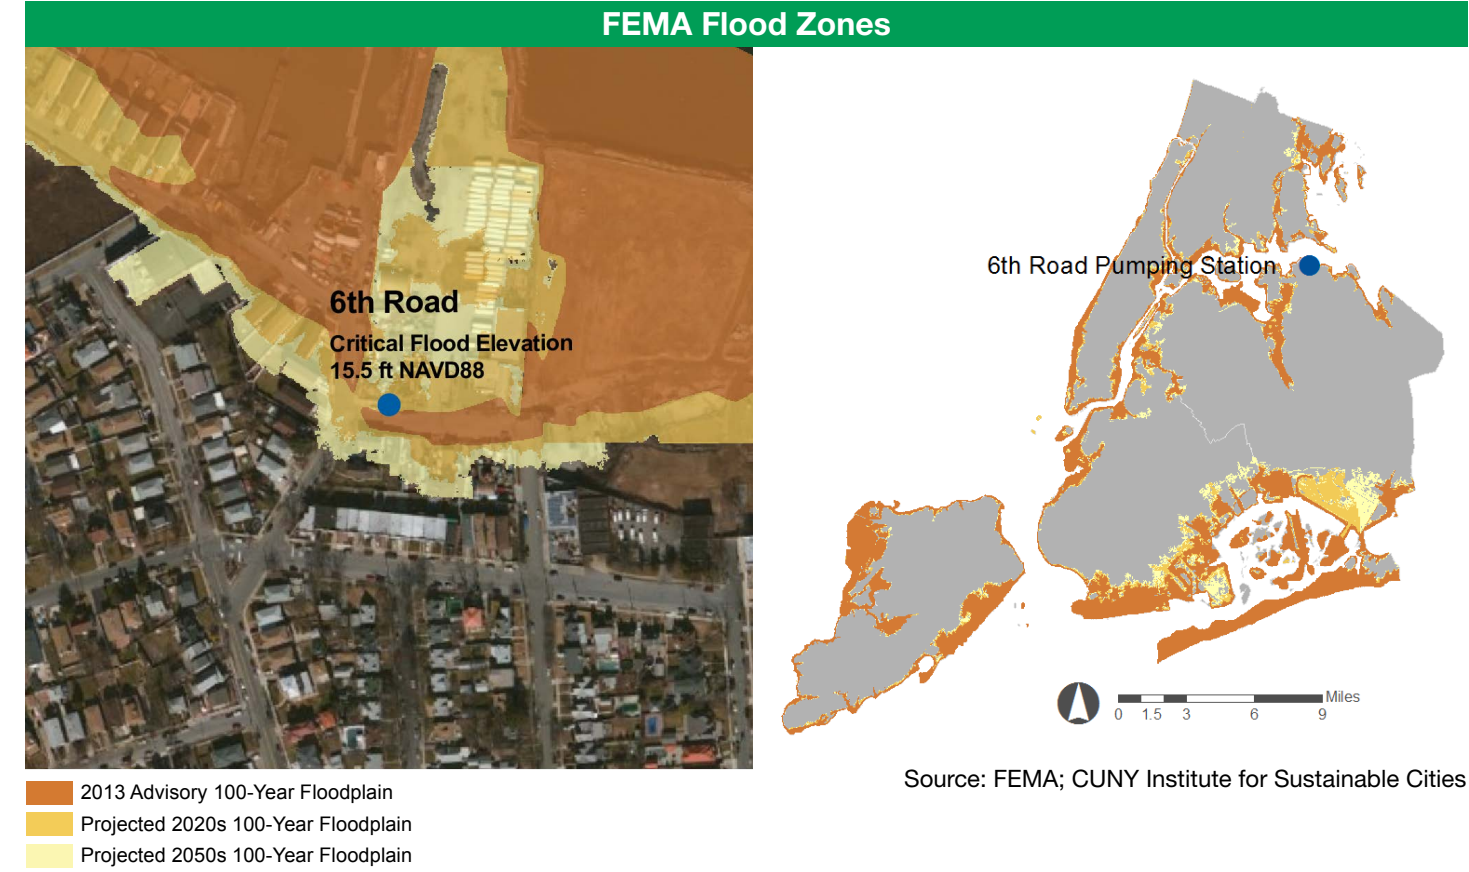 FEMA Flood Zones
6th Road
Critical Flood Elevation
15.5 ft NAVD88
6th Road Pumping Station
Miles
0 1.5 3 6 9
Source: FEMA; CUNY Institute for Sustainable Cities
2013 Advisory 100-Year Floodplain
Projected 2020s 100-Year Floodplain
Projected 2050s 100-Year Floodplain